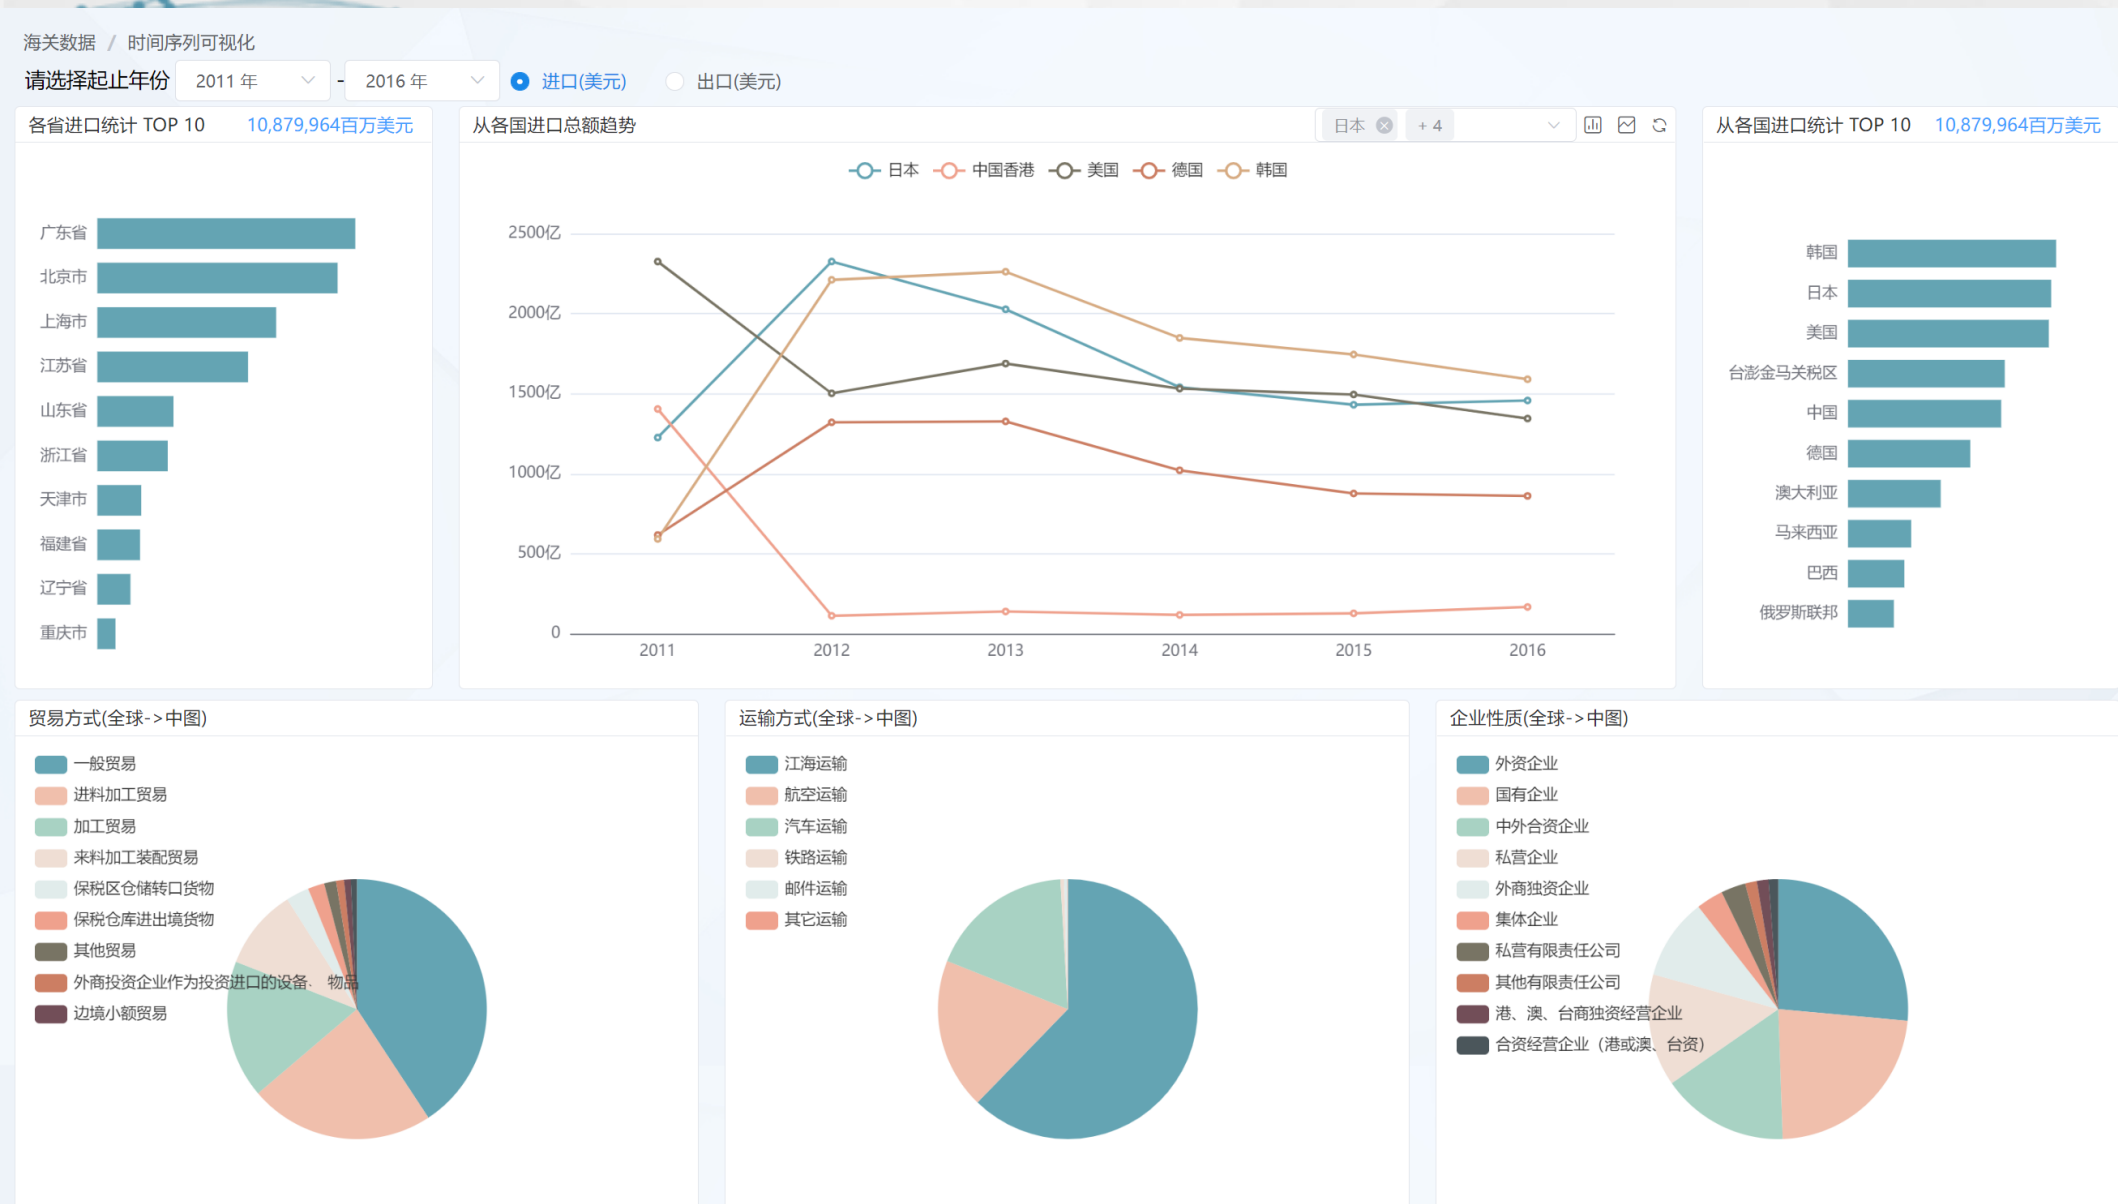 海关数据 / 时间序列可视化
请选择起止年份 2011 年 - 2016 年 进口(美元) 出口(美元)
各省进口统计 TOP 10 10,879,964百万美元
广东省
北京市
上海市
江苏省
山东省
浙江省
天津市
福建省
辽宁省
重庆市
从各国进口总额趋势 日本 + 4
日本 中国香港 美国 德国 韩国
2500亿
2000亿
1500亿
1000亿
500亿
0
2011 2012 2013 2014 2015 2016
从各国进口统计 TOP 10 10,879,964百万美元
韩国
日本
美国
台澎金马关税区
中国
德国
澳大利亚
马来西亚
巴西
俄罗斯联邦
贸易方式(全球->中图)
一般贸易
进料加工贸易
加工贸易
来料加工装配贸易
保税区仓储转口货物
保税仓库进出境货物
其他贸易
外商投资企业作为投资进口的设备、 物品
边境小额贸易
运输方式(全球->中图)
江海运输
航空运输
汽车运输
铁路运输
邮件运输
其它运输
企业性质(全球->中图)
外资企业
国有企业
中外合资企业
私营企业
外商独资企业
集体企业
私营有限责任公司
其他有限责任公司
港、澳、台商独资经营企业
合资经营企业（港或澳、台资）